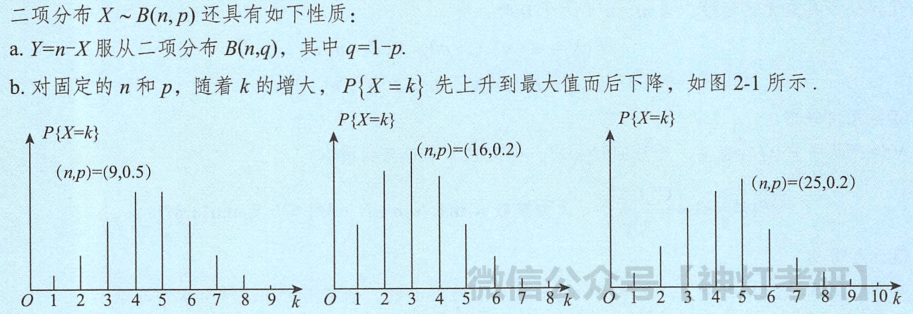 二项分布 X ~ B(n, p) 还具有如下性质：
a. Y=n-X 服从二项分布 B(n,q)，其中 q=1-p.
b. 对固定的 n 和 p，随着 k 的增大，P{X=k} 先上升到最大值而后下降，如图 2-1 所示.
P{X=k}
(n,p)=(9,0.5)
O 1 2 3 4 5 6 7 8 9 k
P{X=k}
(n,p)=(16,0.2)
O 1 2 3 4 5 6 7 8 k
P{X=k}
(n,p)=(25,0.2)
O 1 2 3 4 5 6 7 8 9 10 k
微信公众号【神灯考研】